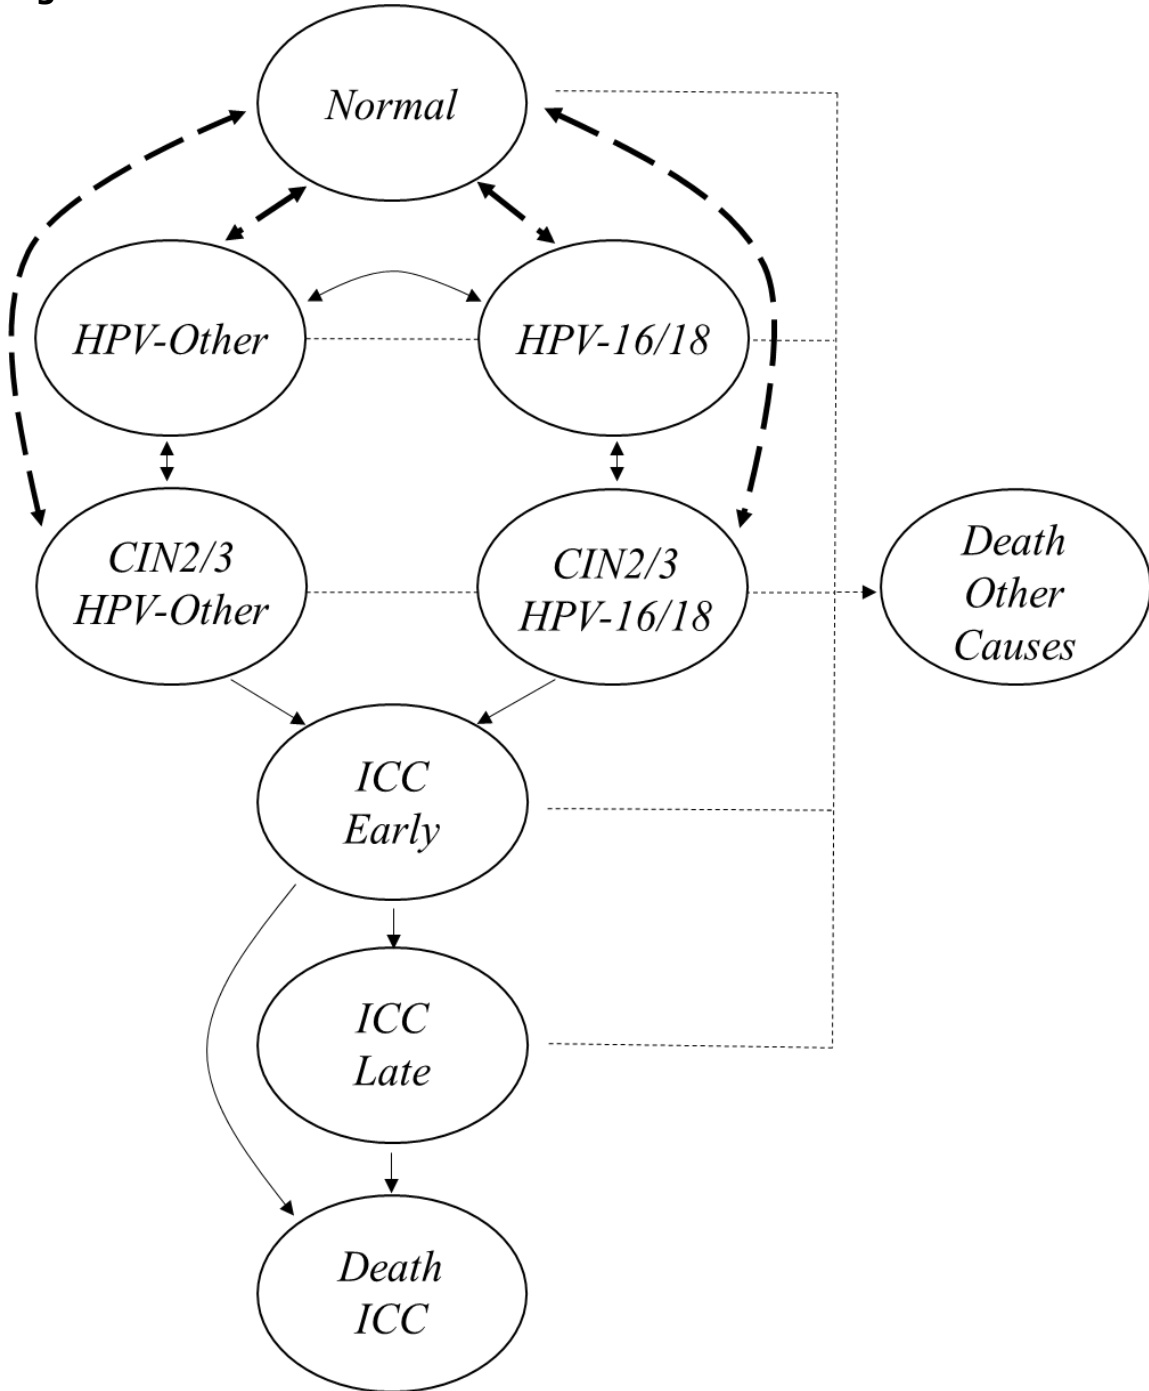 Normal
HPV-Other
HPV-16/18
CIN2/3
HPV-Other
CIN2/3
HPV-16/18
Death
Other
Causes
ICC
Early
ICC
Late
Death
ICC